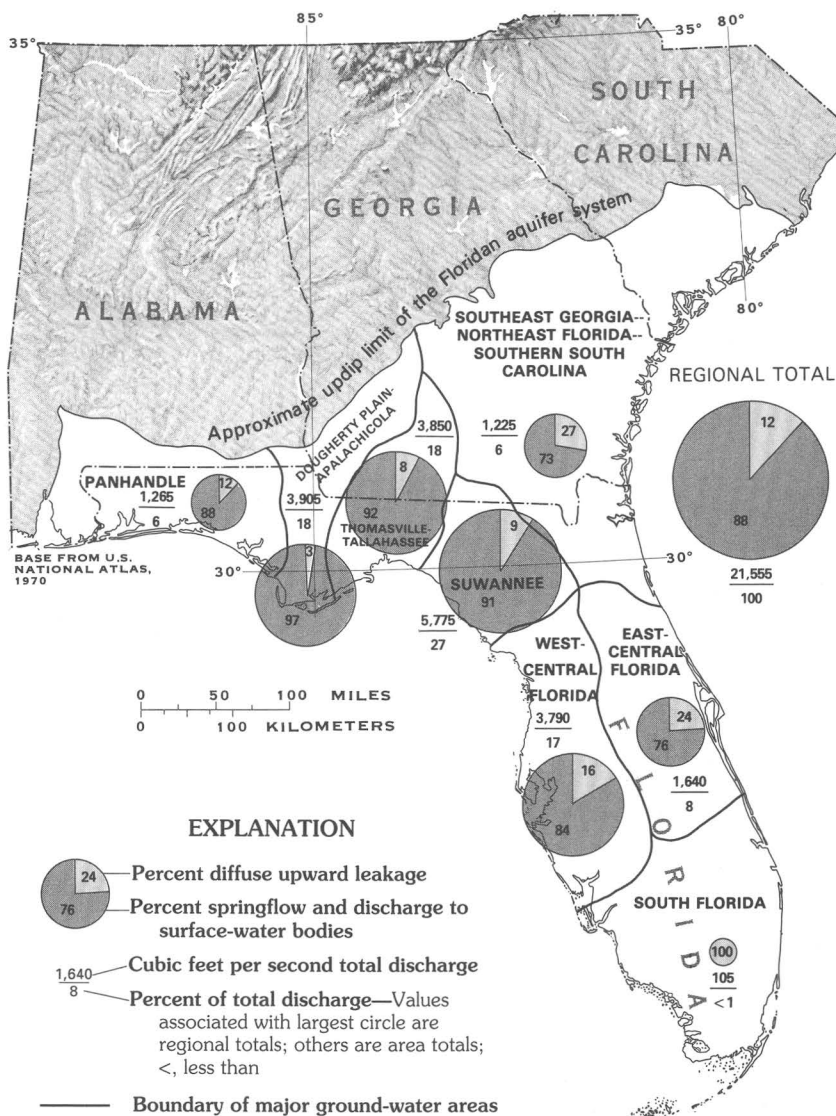 85°
35°
80°
35°
SOUTH
CAROLINA
GEORGIA
ALABAMA
Approximate updip limit of the Floridan aquifer system
80°
SOUTHEAST GEORGIA--
NORTHEAST FLORIDA--
SOUTHERN SOUTH
CAROLINA
REGIONAL TOTAL
12
88
21,555
100
DOUGHERTY PLAIN-
APALACHICOLA
3,850
18
1,225
6
27
73
PANHANDLE
1,265
6
12
88
3,905
18
3
97
8
92
THOMASVILLE-
TALLAHASSEE
9
SUWANNEE
91
5,775
27
BASE FROM U.S.
NATIONAL ATLAS,
1970
30°
30°
WEST-
CENTRAL
FLORIDA
3,790
17
16
84
EAST-
CENTRAL
FLORIDA
24
76
1,640
8
FLORIDA
SOUTH FLORIDA
100
105
<1
0 50 100 MILES
0 100 KILOMETERS
EXPLANATION
24
76
Percent diffuse upward leakage
Percent springflow and discharge to
surface-water bodies
1,640
8
Cubic feet per second total discharge
Percent of total discharge—Values
associated with largest circle are
regional totals; others are area totals;
<, less than
Boundary of major ground-water areas